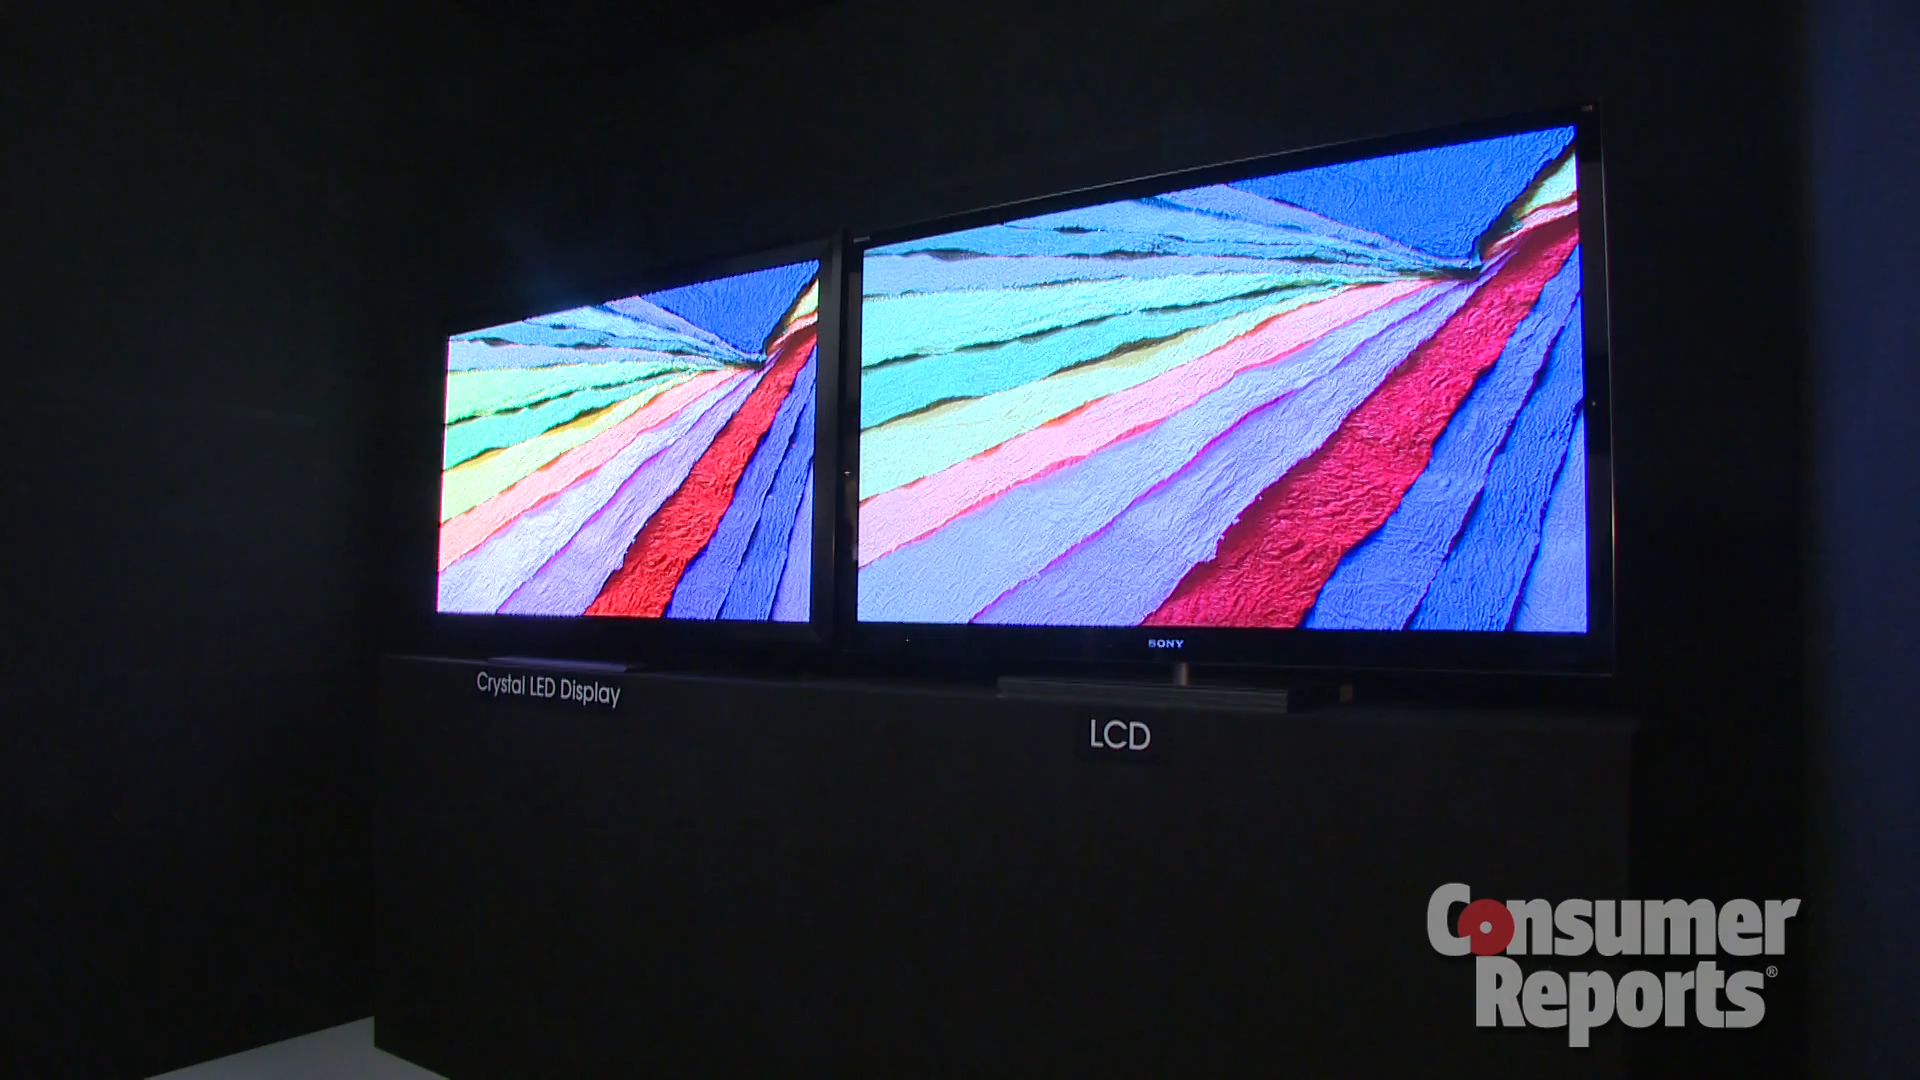 SONY
Crystal LED Display
LCD
Consumer
Reports®